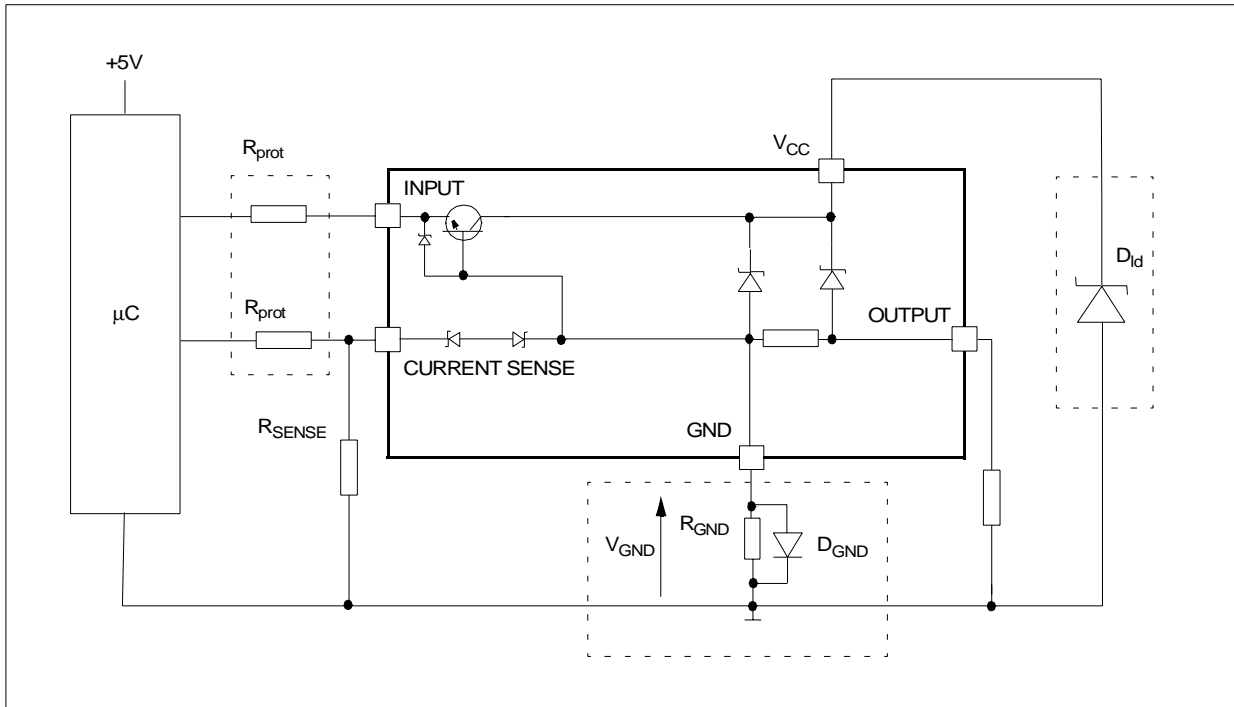 +5V
μC
Rprot
Rprot
RSENSE
INPUT
CURRENT SENSE
VCC
OUTPUT
GND
VGND
RGND
DGND
Dld